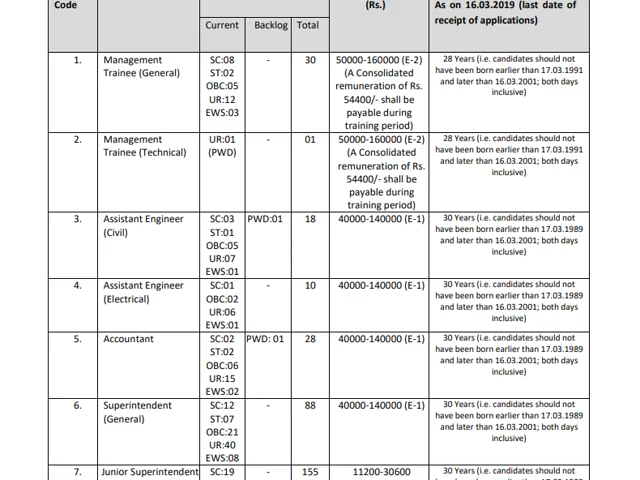 Code
(Rs.)
As on 16.03.2019 (last date of
receipt of applications)
Current Backlog Total
1. Management
Trainee (General)
SC:08
ST:02
OBC:05
UR:12
EWS:03
- 30
50000-160000 (E-2)
(A Consolidated
remuneration of Rs.
54400/- shall be
payable during
training period)
28 Years (i.e. candidates should not
have been born earlier than 17.03.1991
and later than 16.03.2001; both days
inclusive)
2. Management
Trainee (Technical)
UR:01
(PWD)
- 01
50000-160000 (E-2)
(A Consolidated
remuneration of Rs.
54400/- shall be
payable during
training period)
28 Years (i.e. candidates should not
have been born earlier than 17.03.1991
and later than 16.03.2001; both days
inclusive)
3. Assistant Engineer
(Civil)
SC:03
ST:01
OBC:05
UR:07
EWS:01
PWD:01 18 40000-140000 (E-1)
30 Years (i.e. candidates should not
have been born earlier than 17.03.1989
and later than 16.03.2001; both days
inclusive)
4. Assistant Engineer
(Electrical)
SC:01
OBC:02
UR:06
EWS:01
- 10 40000-140000 (E-1)
30 Years (i.e. candidates should not
have been born earlier than 17.03.1989
and later than 16.03.2001; both days
inclusive)
5. Accountant
SC:02
ST:02
OBC:06
UR:15
EWS:02
PWD: 01 28 40000-140000 (E-1)
30 Years (i.e. candidates should not
have been born earlier than 17.03.1989
and later than 16.03.2001; both days
inclusive)
6. Superintendent
(General)
SC:12
ST:07
OBC:21
UR:40
EWS:08
- 88 40000-140000 (E-1)
30 Years (i.e. candidates should not
have been born earlier than 17.03.1989
and later than 16.03.2001; both days
inclusive)
7. Junior Superintendent SC:19 - 155 11200-30600 30 Years (i.e. candidates should not